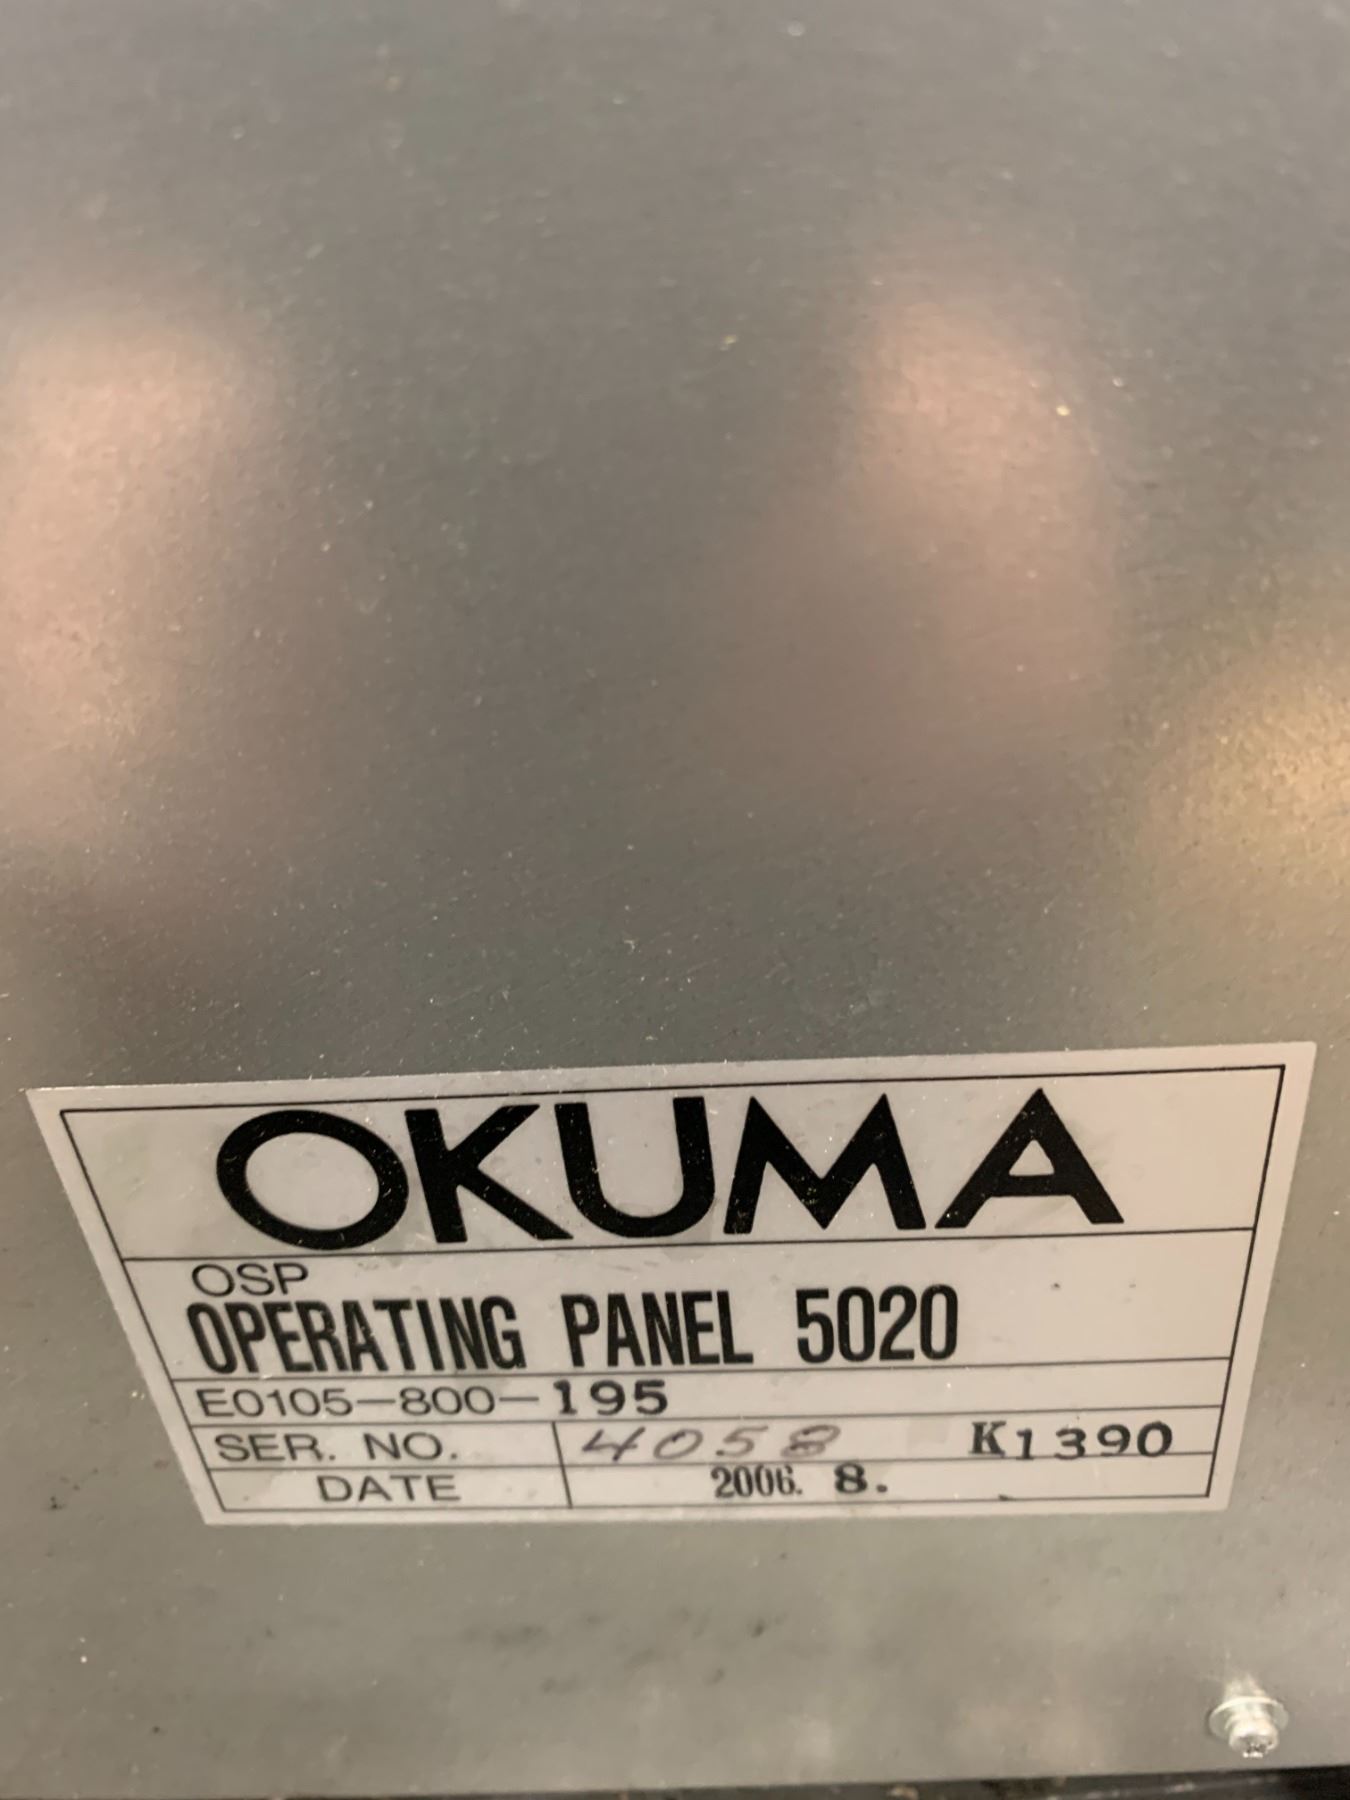 OKUMA
OSP
OPERATING PANEL 5020
E0105-800-195
SER. NO. 4058 K1390
DATE 2006. 8.